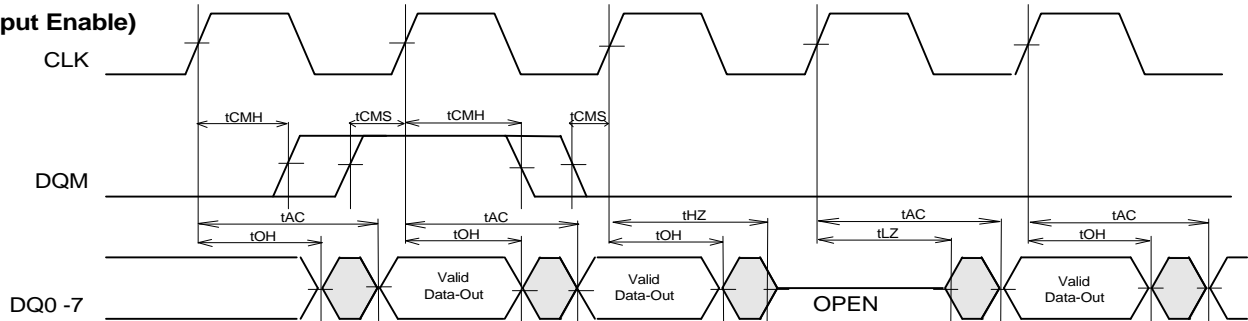 put Enable)
CLK
tCMH
tCMS
tCMH
tCMS
DQM
tAC
tAC
tHZ
tAC
tAC
tOH
tOH
tOH
tLZ
tOH
DQ0 -7
Valid
Data-Out
Valid
Data-Out
OPEN
Valid
Data-Out